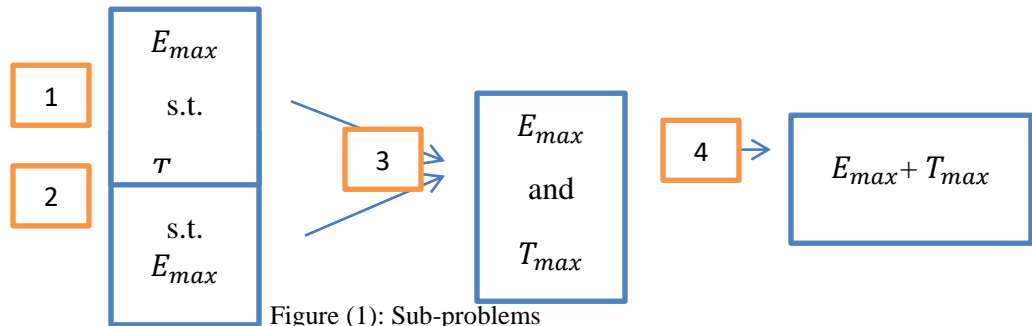 1
E_max
s.t.
T
2
s.t.
E_max
3
E_max
and
T_max
4
E_max + T_max
Figure (1): Sub-problems